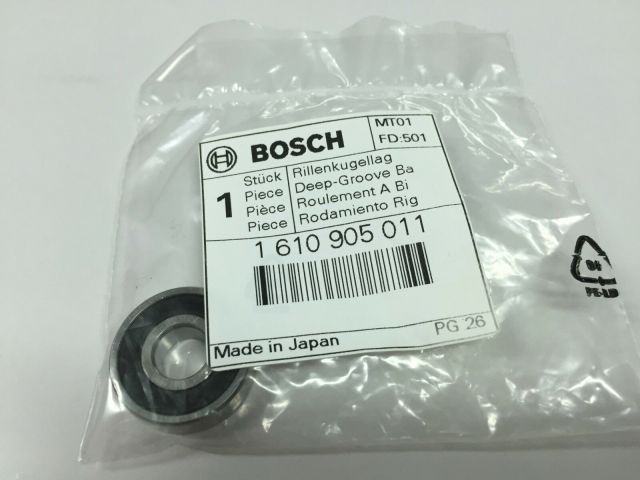 BOSCH
MT01
FD:501
1
Stück
Piece
Pièce
Piece
Rillenkugellag
Deep-Groove Ba
Roulement A Bi
Rodamiento Rig
1 610 905 011
Made in Japan
PG 26
04